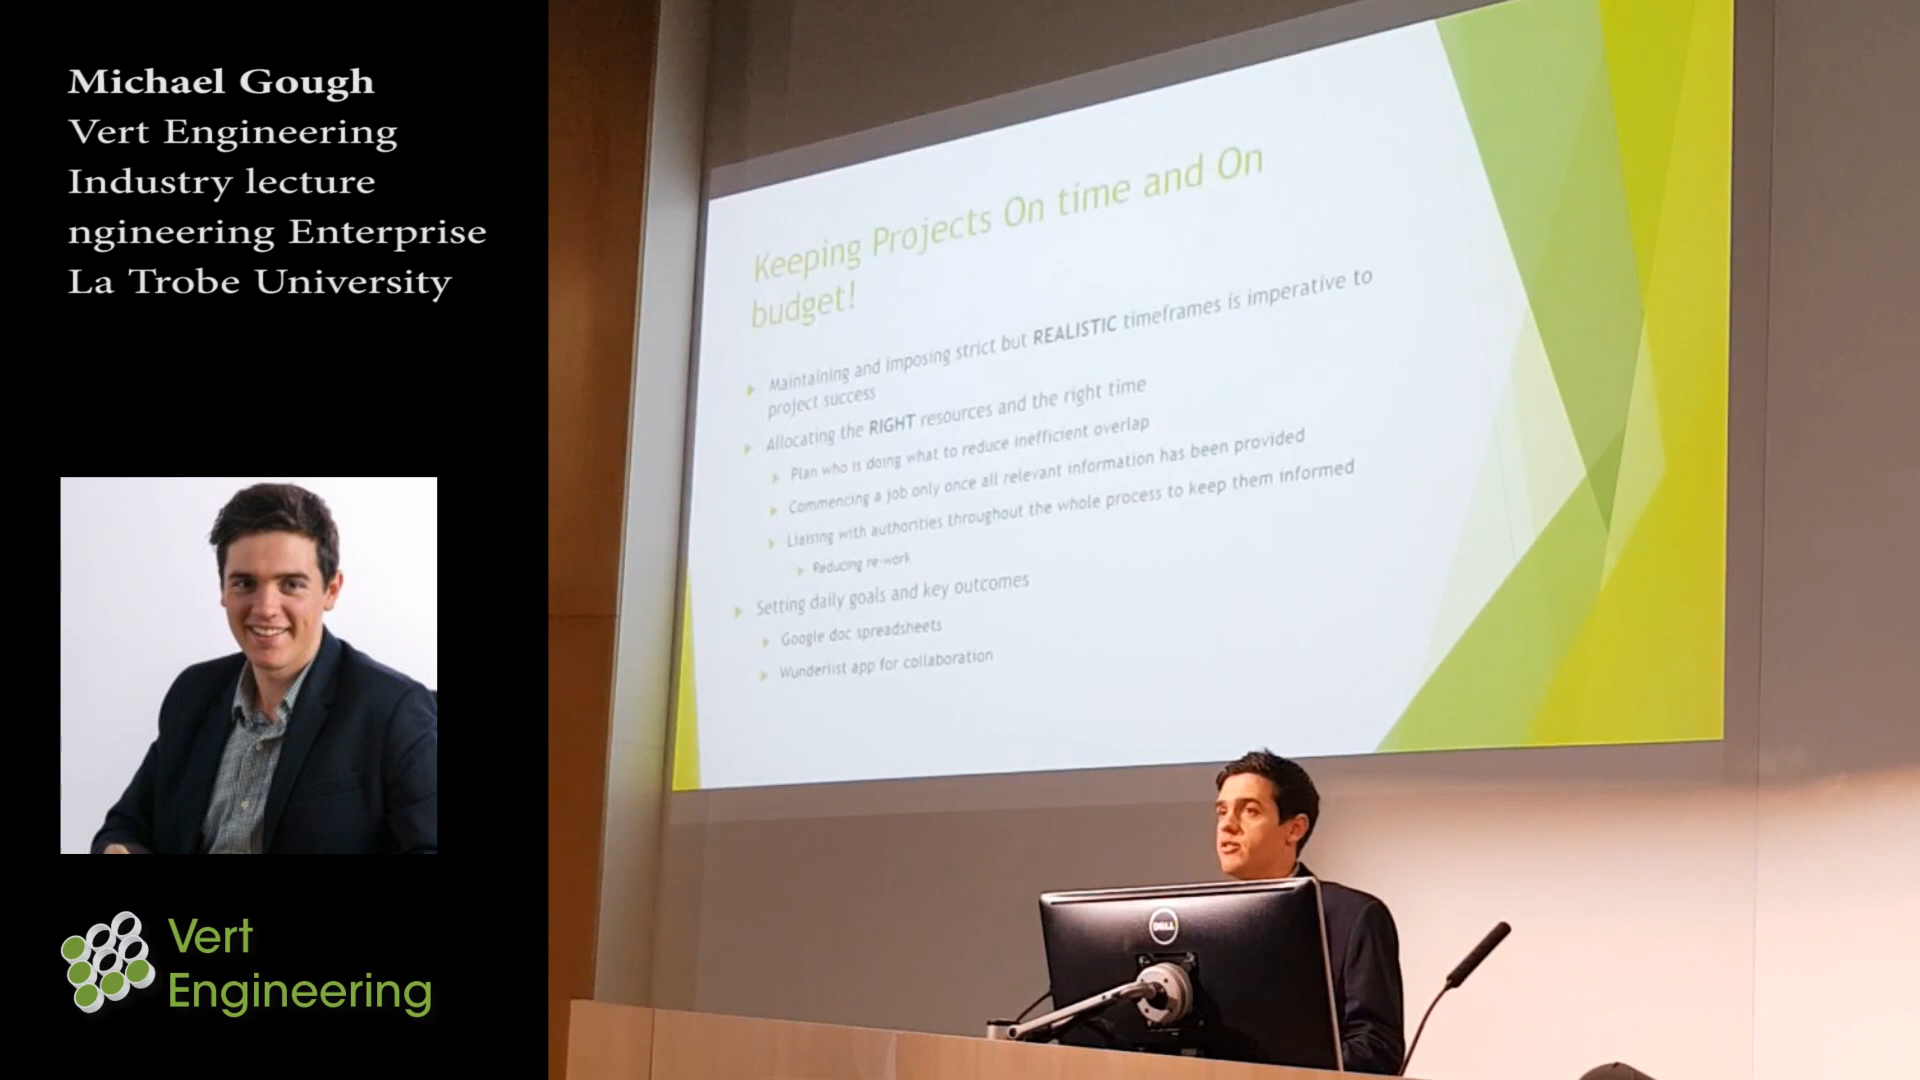 Michael Gough
Vert Engineering
Industry lecture
ngineering Enterprise
La Trobe University
Vert
Engineering
Keeping Projects On time and On
budget!
Maintaining and imposing strict but REALISTIC timeframes is imperative to
project success
Allocating the RIGHT resources and the right time
Plan who is doing what to reduce inefficient overlap
Commencing a job only once all relevant information has been provided
Liaising with authorities throughout the whole process to keep them informed
Reducing re-work
Setting daily goals and key outcomes
Google doc spreadsheets
Wunderlist app for collaboration
DELL